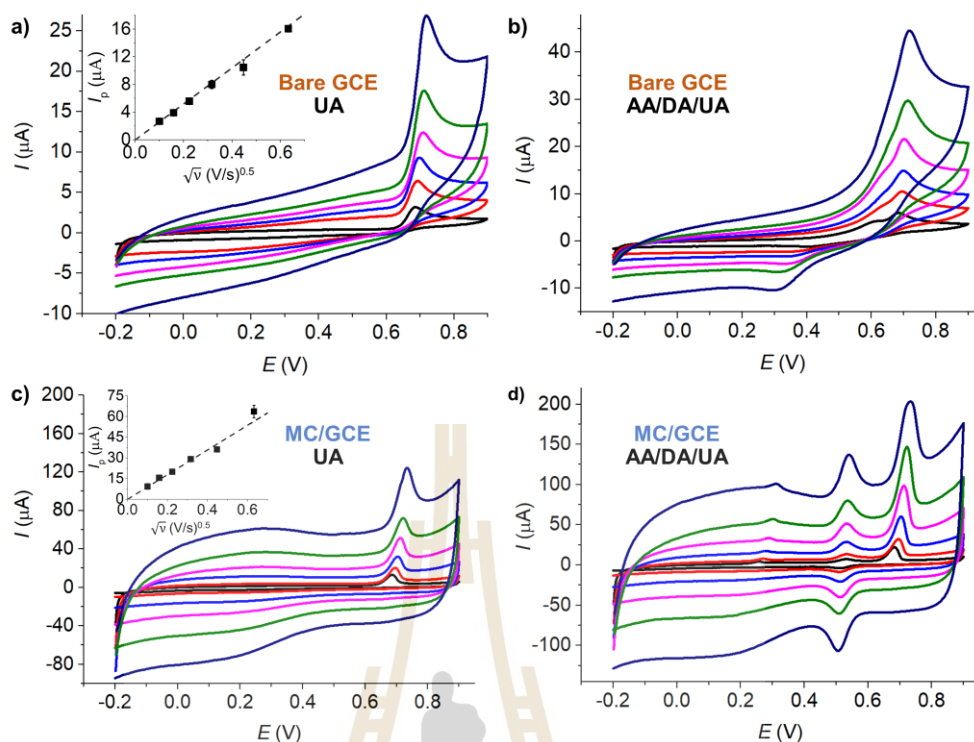 a)
Bare GCE
UA
I (μA)
25
20
15
10
5
0
-5
-10
-0.2 0.0 0.2 0.4 0.6 0.8
E (V)
Ip (μA)
16
12
8
4
0
0.0 0.2 0.4 0.6
√ν (V/s)0.5
b)
Bare GCE
AA/DA/UA
I (μA)
40
30
20
10
0
-10
-0.2 0.0 0.2 0.4 0.6 0.8
E (V)
c)
MC/GCE
UA
I (μA)
200
160
120
80
40
0
-40
-80
-0.2 0.0 0.2 0.4 0.6 0.8
E (V)
Ip (μA)
75
60
45
30
15
0
0.0 0.2 0.4 0.6
√ν (V/s)0.5
d)
MC/GCE
AA/DA/UA
I (μA)
200
150
100
50
0
-50
-100
-0.2 0.0 0.2 0.4 0.6 0.8
E (V)